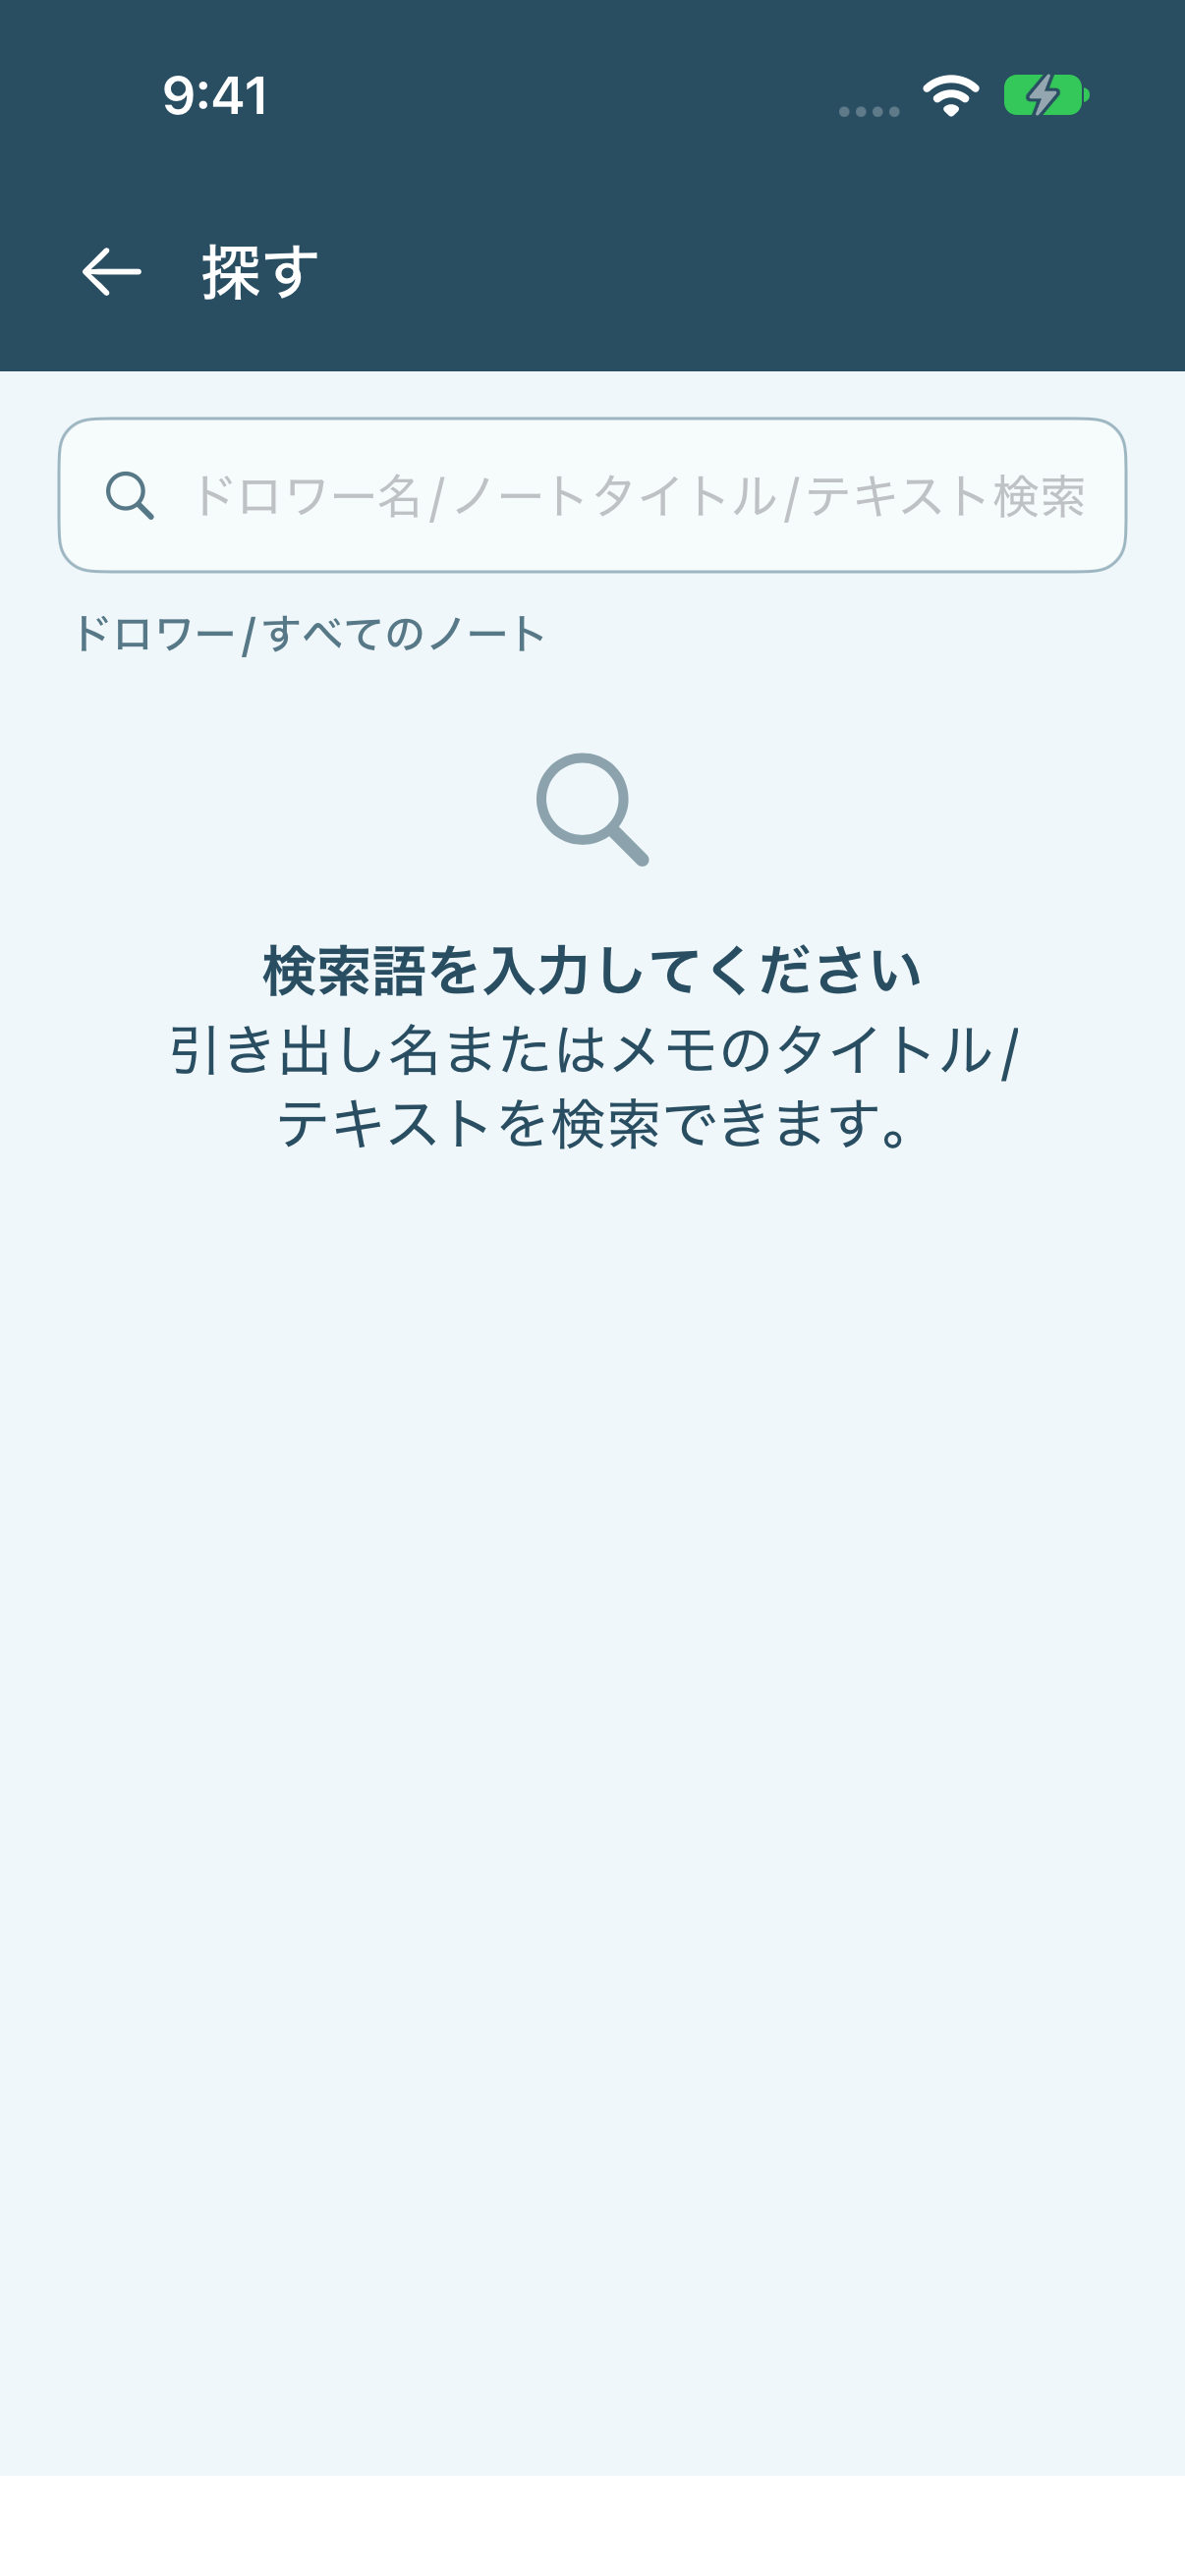 9:41
探す
ドロワー名/ノートタイトル/テキスト検索
ドロワー/すべてのノート
検索語を入力してください
引き出し名またはメモのタイトル/
テキストを検索できます。